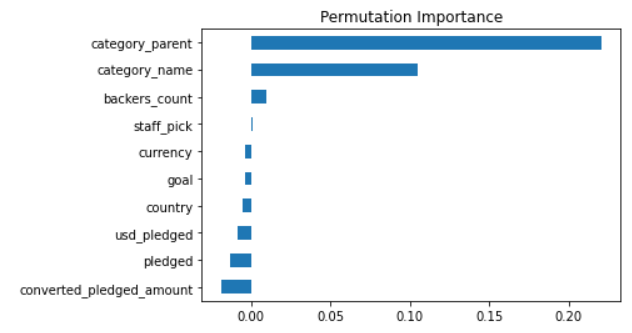 Permutation Importance
category_parent
category_name
backers_count
staff_pick
currency
goal
country
usd_pledged
pledged
converted_pledged_amount
0.00 0.05 0.10 0.15 0.20